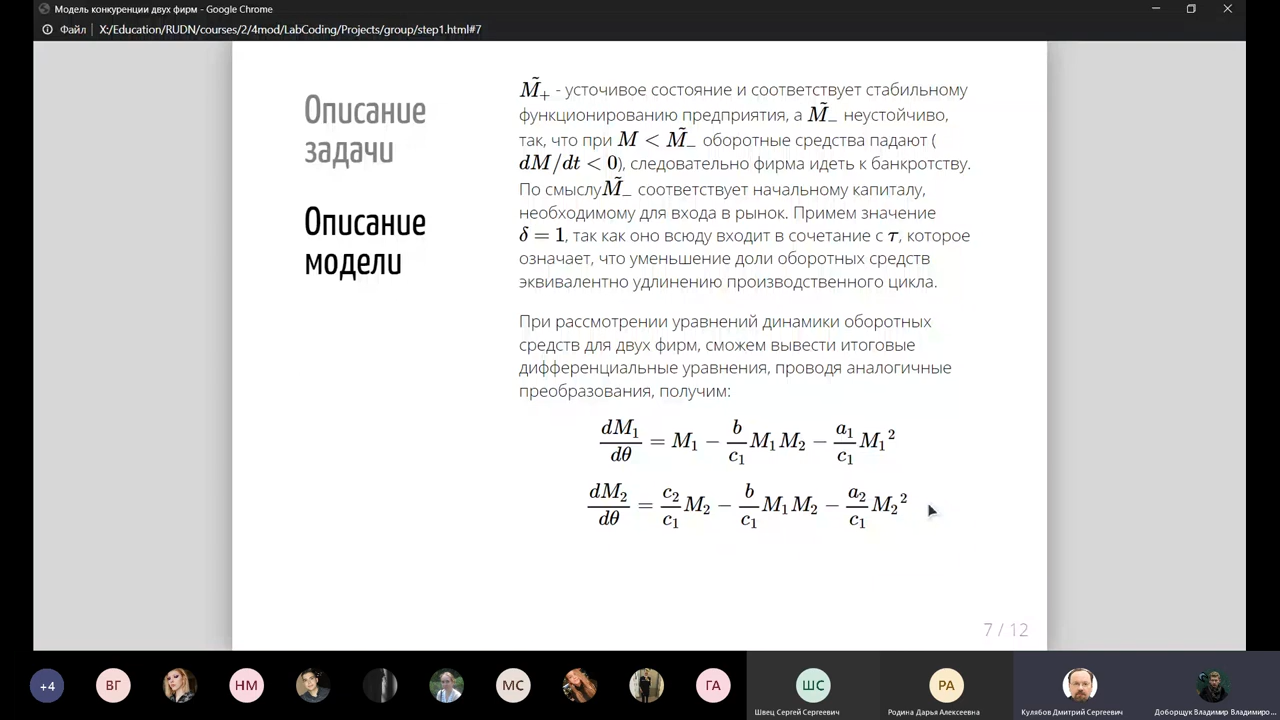 Модель конкуренции двух фирм - Google Chrome
Файл | X:/Education/RUDN/courses/2/4mod/LabCoding/Projects/group/step1.html#7
Описание
задачи
Описание
модели
M̃₊ - усточивое состояние и соответствует стабильному
функционированию предприятия, а M̃₋ неустойчиво,
так, что при M < M̃₋ оборотные средства падают (
dM/dt < 0), следовательно фирма идеть к банкротству.
По смыслу M̃₋ соответствует начальному капиталу,
необходимому для входа в рынок. Примем значение
δ = 1, так как оно всюду входит в сочетание с τ, которое
означает, что уменьшение доли оборотных средств
эквивалентно удлинению производственного цикла.
При рассмотрении уравнений динамики оборотных
средств для двух фирм, сможем вывести итоговые
дифференциальные уравнения, проводя аналогичные
преобразования, получим:
dM₁/dθ = M₁ − b/c₁ M₁M₂ − a₁/c₁ M₁²
dM₂/dθ = c₂/c₁ M₂ − b/c₁ M₁M₂ − a₂/c₁ M₂²
7 / 12
+4
ВГ
НМ
МС
ГА
ШС
РА
Швец Сергей Сергеевич
Родина Дарья Алексеевна
Кулябов Дмитрий Сергеевич
Доборщук Владимир Владимиро...